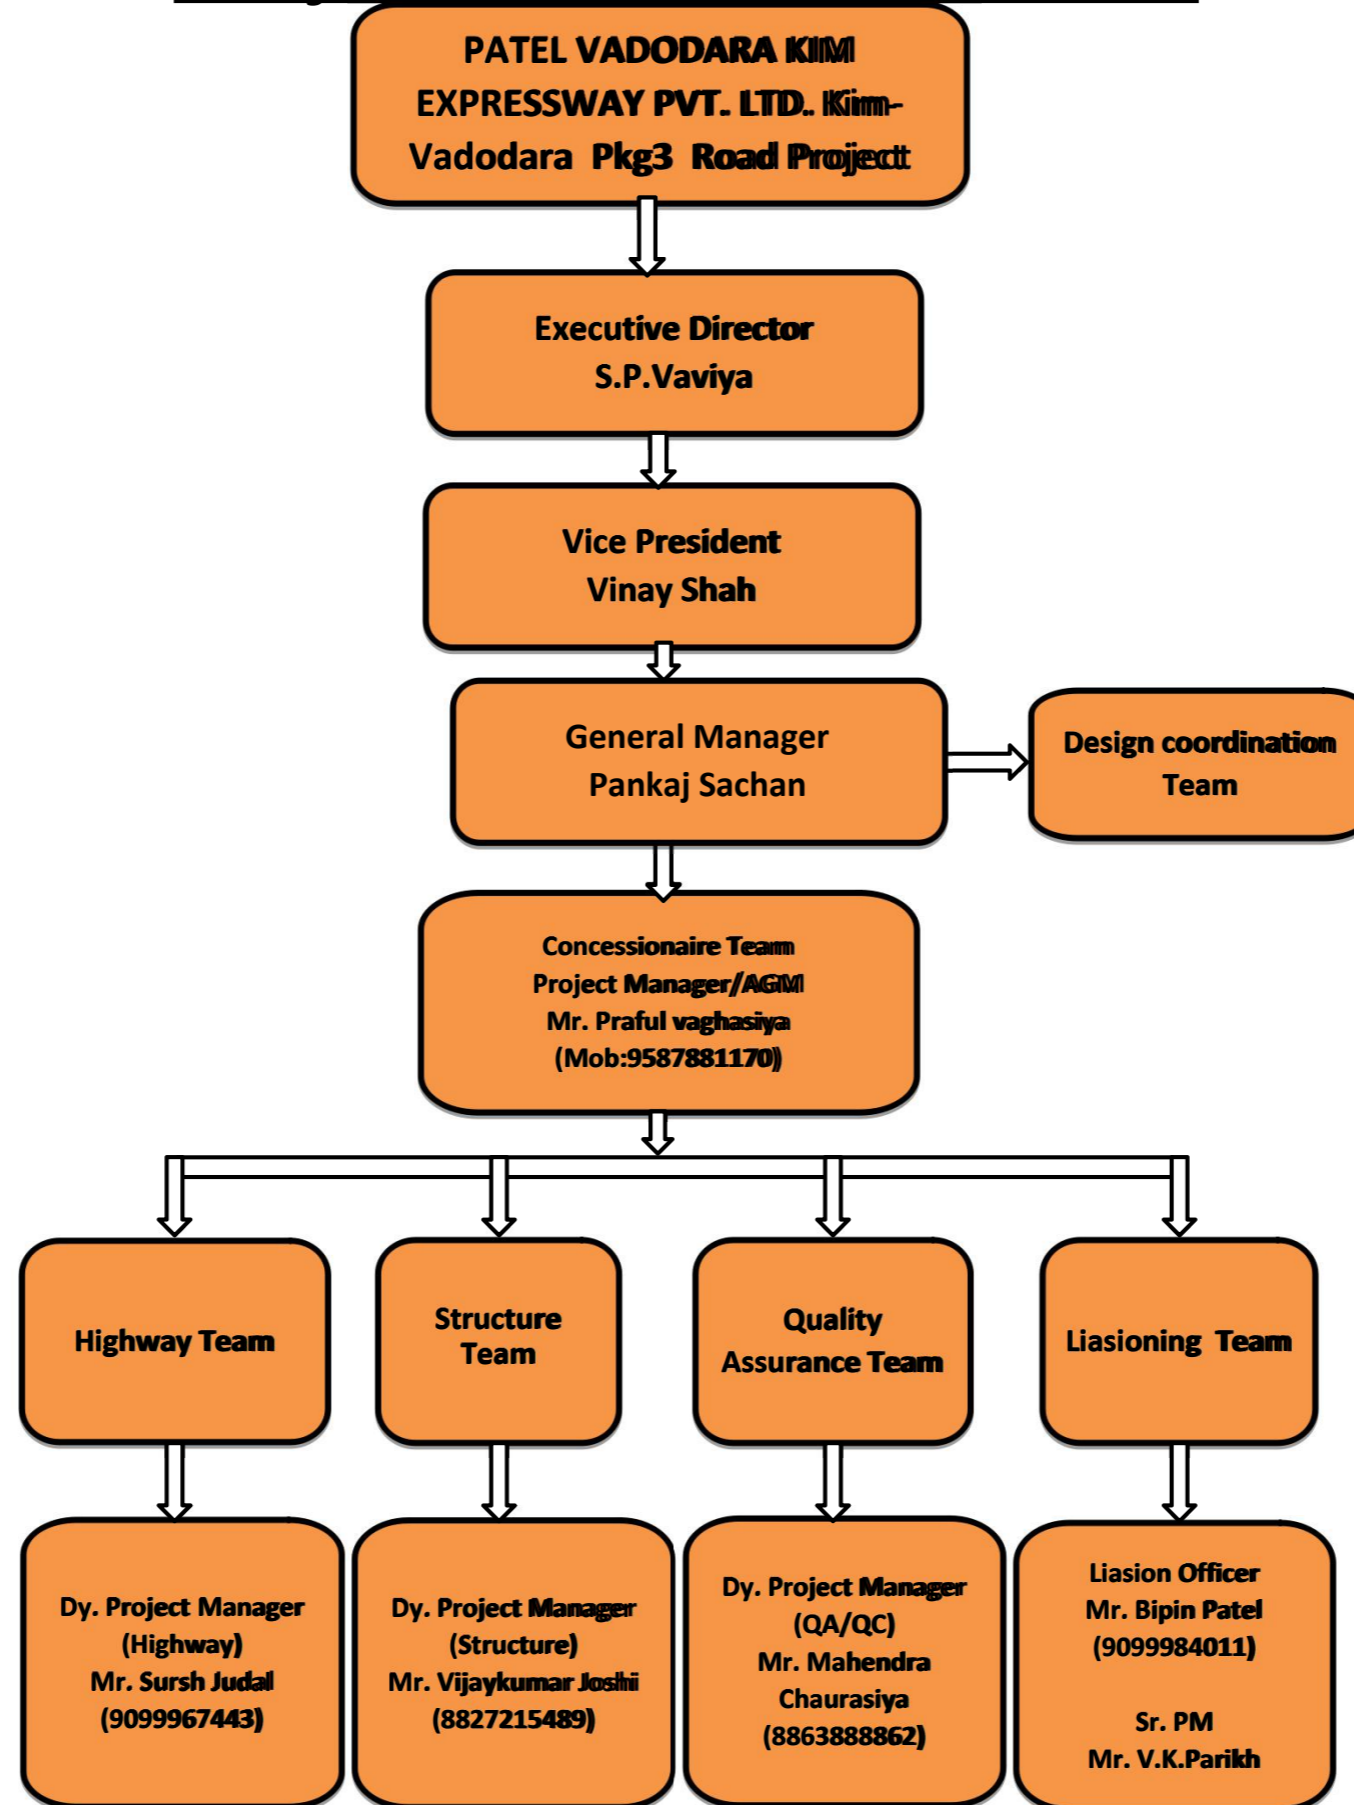 PATEL VADODARA KIM
EXPRESSWAY PVT. LTD. Kim-
Vadodara Pkg3 Road Project
Executive Director
S.P.Vaviya
Vice President
Vinay Shah
General Manager
Pankaj Sachan
Design coordination
Team
Concessionaire Team
Project Manager/AGM
Mr. Praful vaghasiya
(Mob:9587881170)
Highway Team
Structure
Team
Quality
Assurance Team
Liasioning Team
Dy. Project Manager
(Highway)
Mr. Sursh Judal
(9099967443)
Dy. Project Manager
(Structure)
Mr. Vijaykumar Joshi
(8827215489)
Dy. Project Manager
(QA/QC)
Mr. Mahendra
Chaurasiya
(8863888862)
Liasion Officer
Mr. Bipin Patel
(9099984011)
Sr. PM
Mr. V.K.Parikh